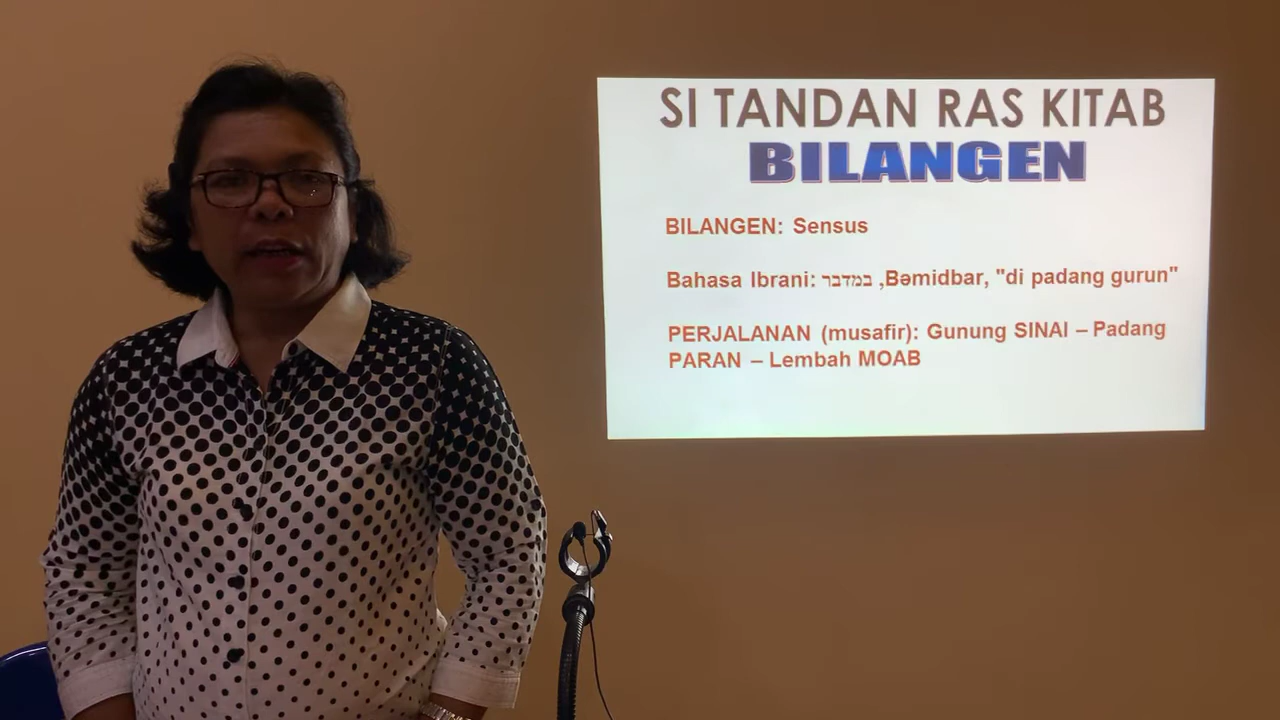 SI TANDAN RAS KITAB
BILANGEN
BILANGEN: Sensus
Bahasa Ibrani: במדבר ,Bəmidbar, "di padang gurun"
PERJALANAN (musafir): Gunung SINAI – Padang
PARAN – Lembah MOAB